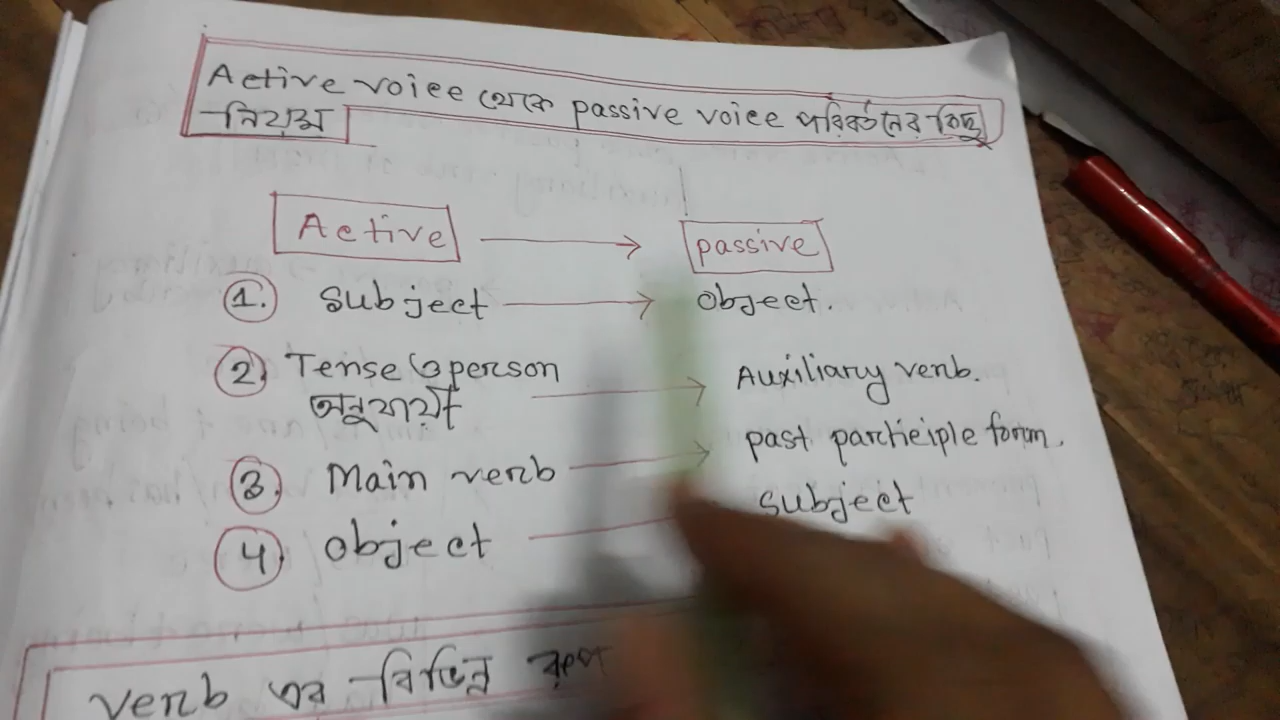 Active voice থেকে passive voice পরিবর্তনের কিছু
নিয়ম
Active → passive
1. Subject → object.
2. Tense ও person → Auxiliary verb.
অনুযায়ী
3. Main verb → past participle form.
4. object → subject
verb এর বিভিন্ন রূপ